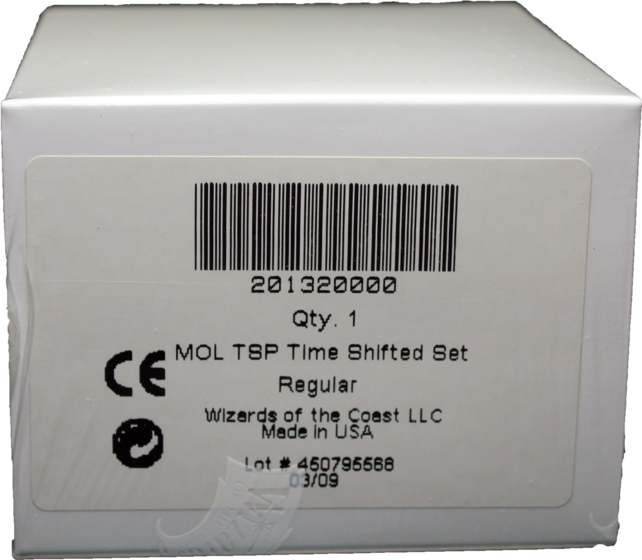 201320000
Qty. 1
MOL TSP Time Shifted Set
CE
Regular
Wizards of the Coast LLC
Made in USA
Lot # 450795568
03/09